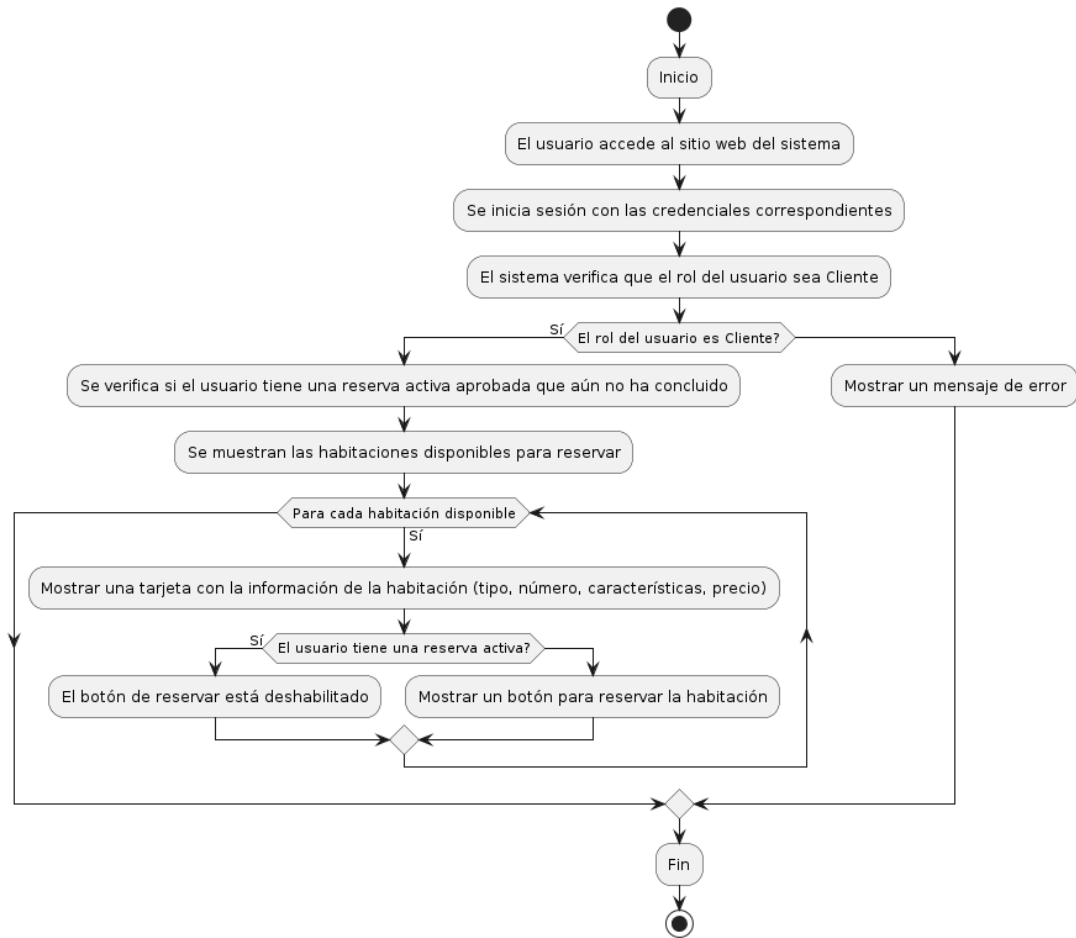 Inicio
El usuario accede al sitio web del sistema
Se inicia sesión con las credenciales correspondientes
El sistema verifica que el rol del usuario sea Cliente
Sí
El rol del usuario es Cliente?
Se verifica si el usuario tiene una reserva activa aprobada que aún no ha concluido
Mostrar un mensaje de error
Se muestran las habitaciones disponibles para reservar
Para cada habitación disponible
Sí
Mostrar una tarjeta con la información de la habitación (tipo, número, características, precio)
Sí
El usuario tiene una reserva activa?
El botón de reservar está deshabilitado
Mostrar un botón para reservar la habitación
Fin